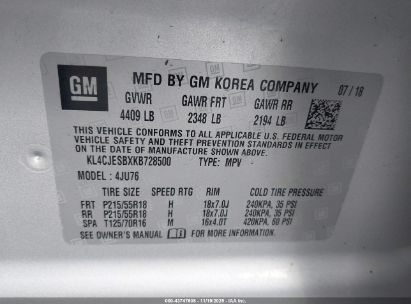 GM
MFD BY GM KOREA COMPANY 07/18
GVWR GAWR FRT GAWR RR
4409 LB 2348 LB 2194 LB
THIS VEHICLE CONFORMS TO ALL APPLICABLE U.S. FEDERAL MOTOR
VEHICLE SAFETY AND THEFT PREVENTION STANDARDS IN EFFECT ON THE DATE
OF MANUFACTURE SHOWN ABOVE.
KL4CJESBXKB728500 TYPE: MPV
MODEL: 4JU76
TIRE SIZE SPEED RTG RIM COLD TIRE PRESSURE
FRT P215/55R18 H 18x7.0J 240KPA, 35 PSI
RR P215/55R18 H 18x7.0J 240KPA, 35 PSI
SPA T125/70R16 M 16x4.0T 420KPA, 60 PSI
SEE OWNER'S MANUAL FOR MORE INFORMATION